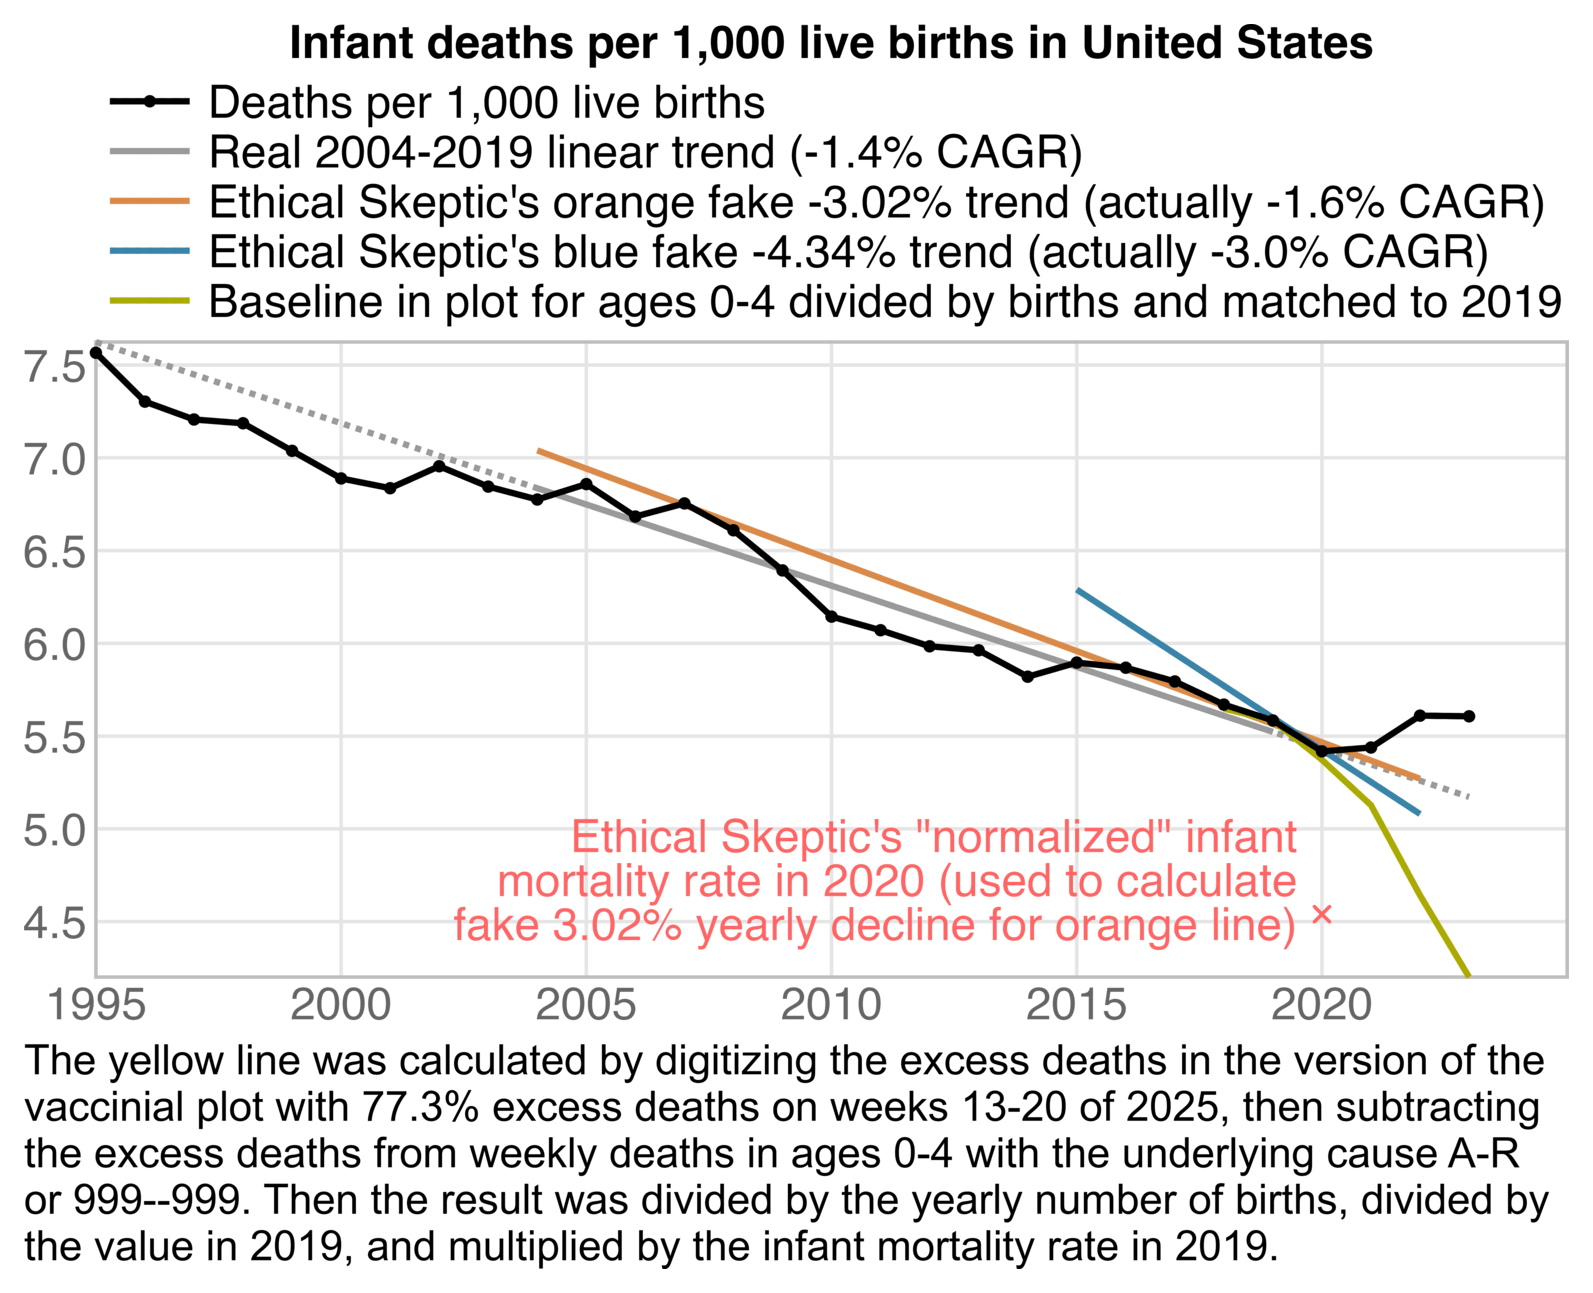 Infant deaths per 1,000 live births in United States
Deaths per 1,000 live births
Real 2004-2019 linear trend (-1.4% CAGR)
Ethical Skeptic's orange fake -3.02% trend (actually -1.6% CAGR)
Ethical Skeptic's blue fake -4.34% trend (actually -3.0% CAGR)
Baseline in plot for ages 0-4 divided by births and matched to 2019
7.5
7.0
6.5
6.0
5.5
5.0
4.5
Ethical Skeptic's "normalized" infant
mortality rate in 2020 (used to calculate
fake 3.02% yearly decline for orange line) ×
1995 2000 2005 2010 2015 2020
The yellow line was calculated by digitizing the excess deaths in the version of the
vaccinial plot with 77.3% excess deaths on weeks 13-20 of 2025, then subtracting
the excess deaths from weekly deaths in ages 0-4 with the underlying cause A-R
or 999--999. Then the result was divided by the yearly number of births, divided by
the value in 2019, and multiplied by the infant mortality rate in 2019.